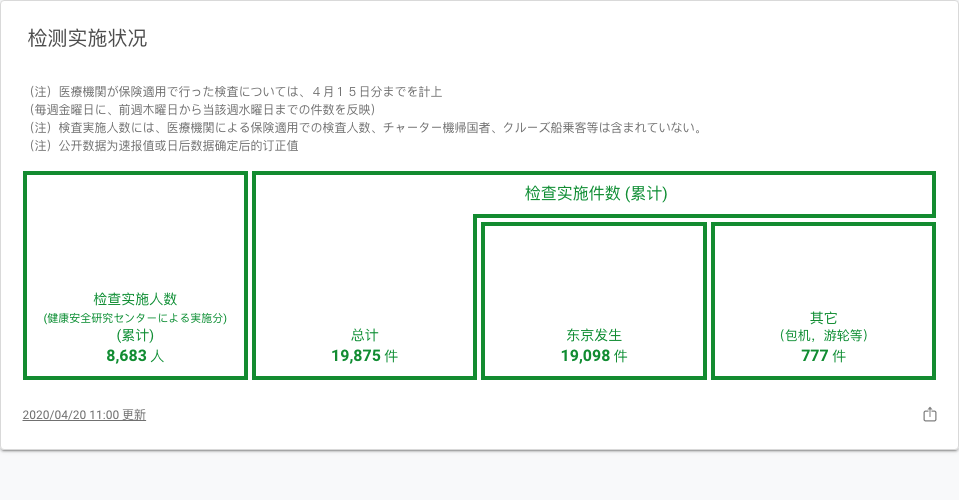 检测实施状况
（注）医療機関が保険適用で行った検査については、４月１５日分までを計上
（毎週金曜日に、前週木曜日から当該週水曜日までの件数を反映）
（注）検査実施人数には、医療機関による保険適用での検査人数、チャーター機帰国者、クルーズ船乗客等は含まれていない。
（注）公开数据为速报值或日后数据确定后的订正值
检查实施件数 (累计)
检查实施人数
(健康安全研究センターによる実施分)
(累计)
8,683 人
总计
19,875 件
东京发生
19,098 件
其它
（包机，游轮等）
777 件
2020/04/20 11:00 更新